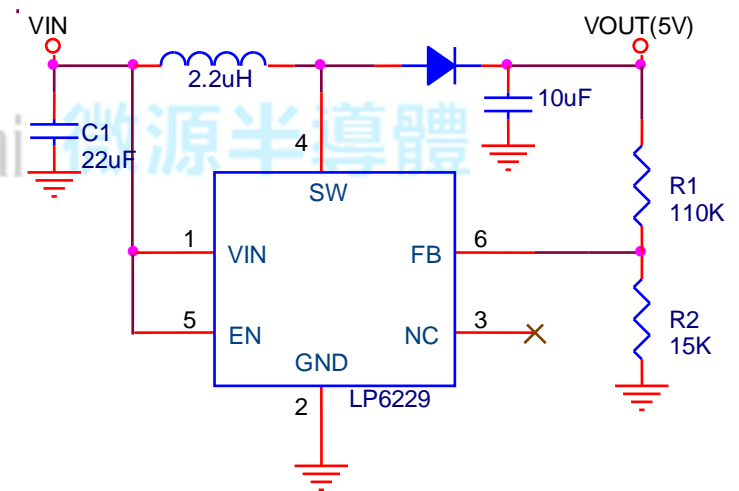 VIN
VOUT(5V)
2.2uH
10uF
C1
22uF
微源半導體
4
SW
R1
110K
1
VIN
FB
6
5
EN
NC
3
R2
15K
GND
2
LP6229